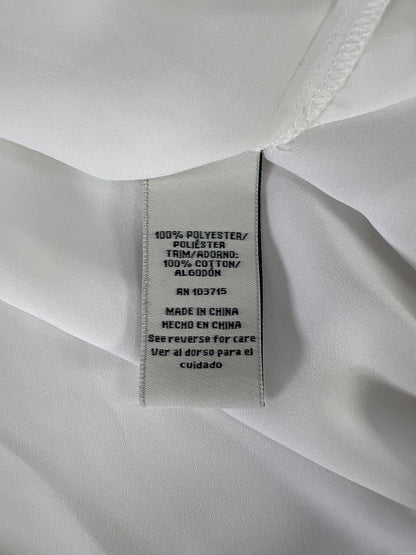 100% POLYESTER/
POLIÉSTER
TRIM/ADORNO:
100% COTTON/
ALGODÓN
RN 103715
MADE IN CHINA
HECHO EN CHINA
See reverse for care
Ver al dorso para el
cuidado